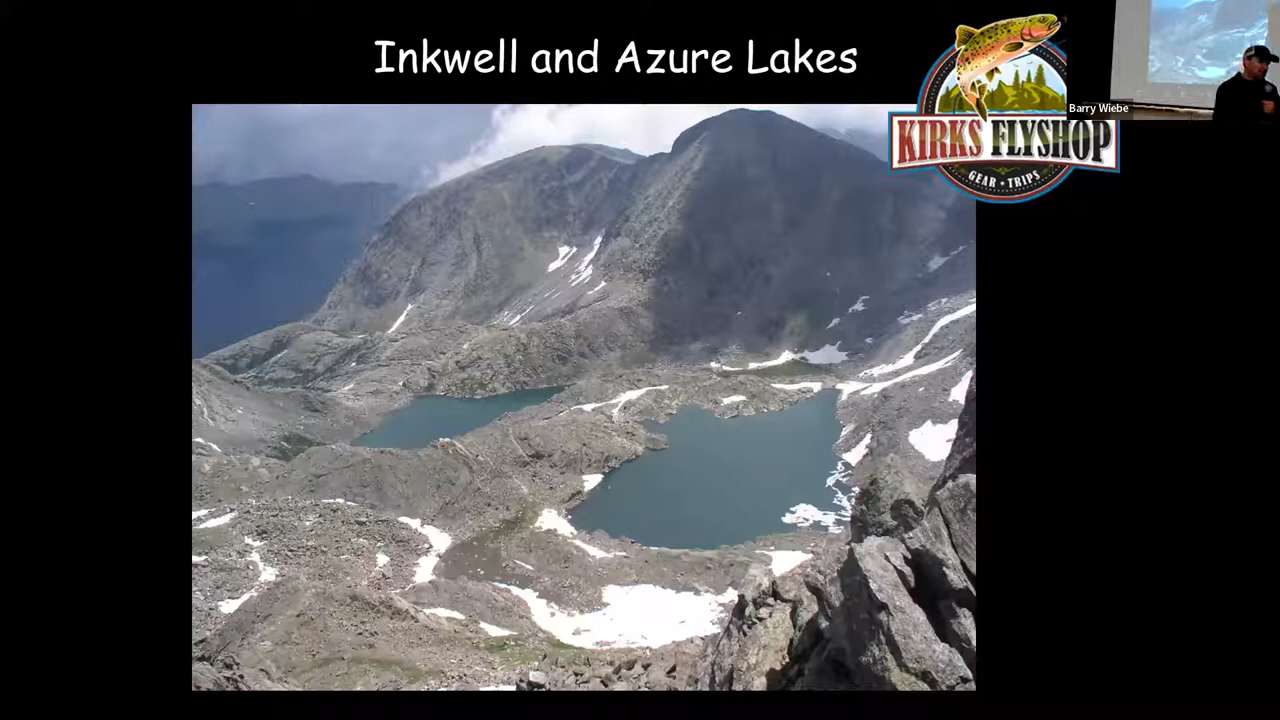 Inkwell and Azure Lakes
Barry Wiebe
KIRKS FLYSHOP
GEAR • TRIPS